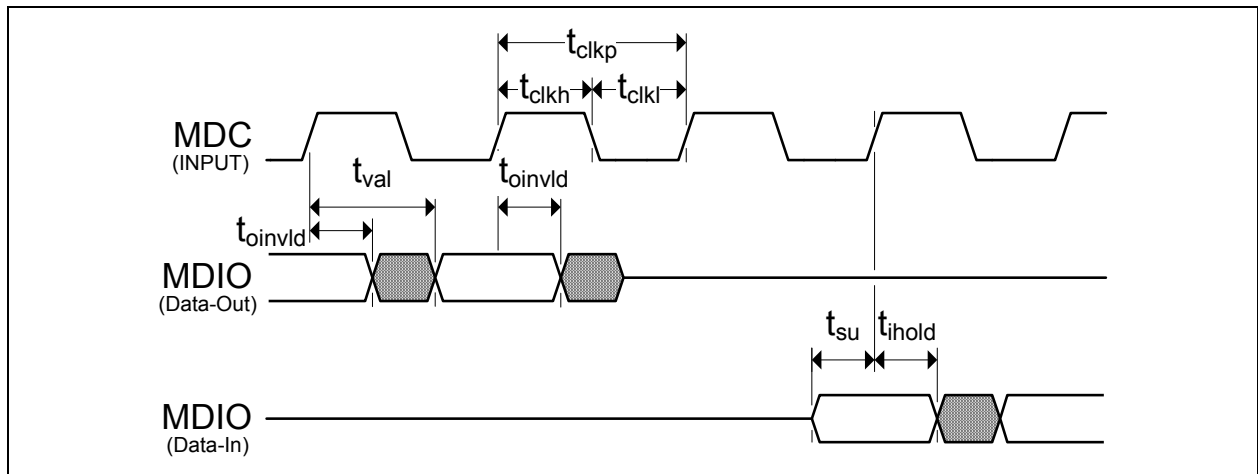 tclkp
tclkh tclkl
MDC
(INPUT)
tval
toinvld
toinvld
MDIO
(Data-Out)
tsu tihold
MDIO
(Data-In)